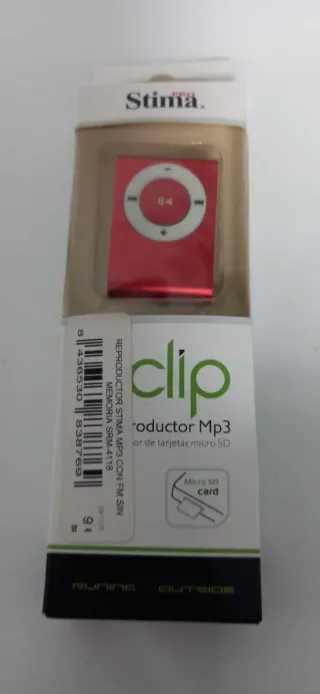 Stima
clip
roductor Mp3
or de tarjetas micro SD
Micro SD
card
REPRODUCTOR STIMA MP3 CON FM SIN
MEMORIA SRM-4118
8 436530 838769
RUNING OUTSIDE